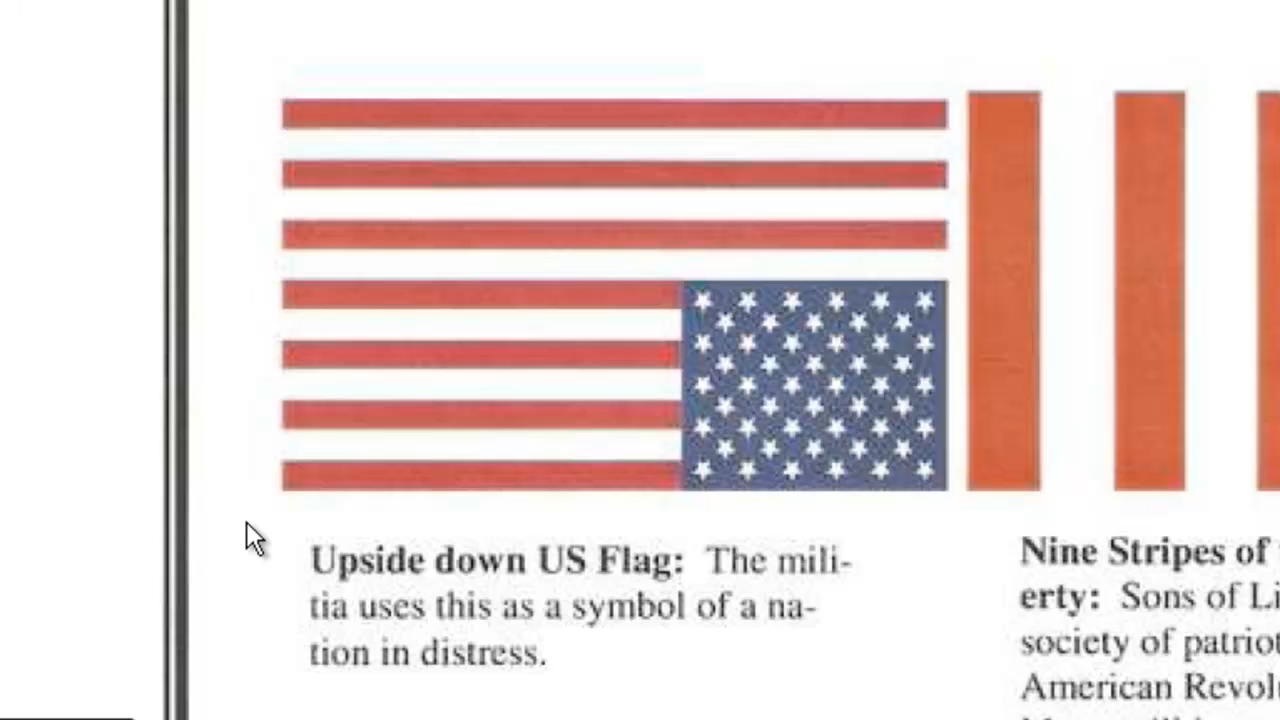 Upside down US Flag: The mili-
tia uses this as a symbol of a na-
tion in distress.
Nine Stripes of
erty: Sons of Li
society of patriot
American Revol